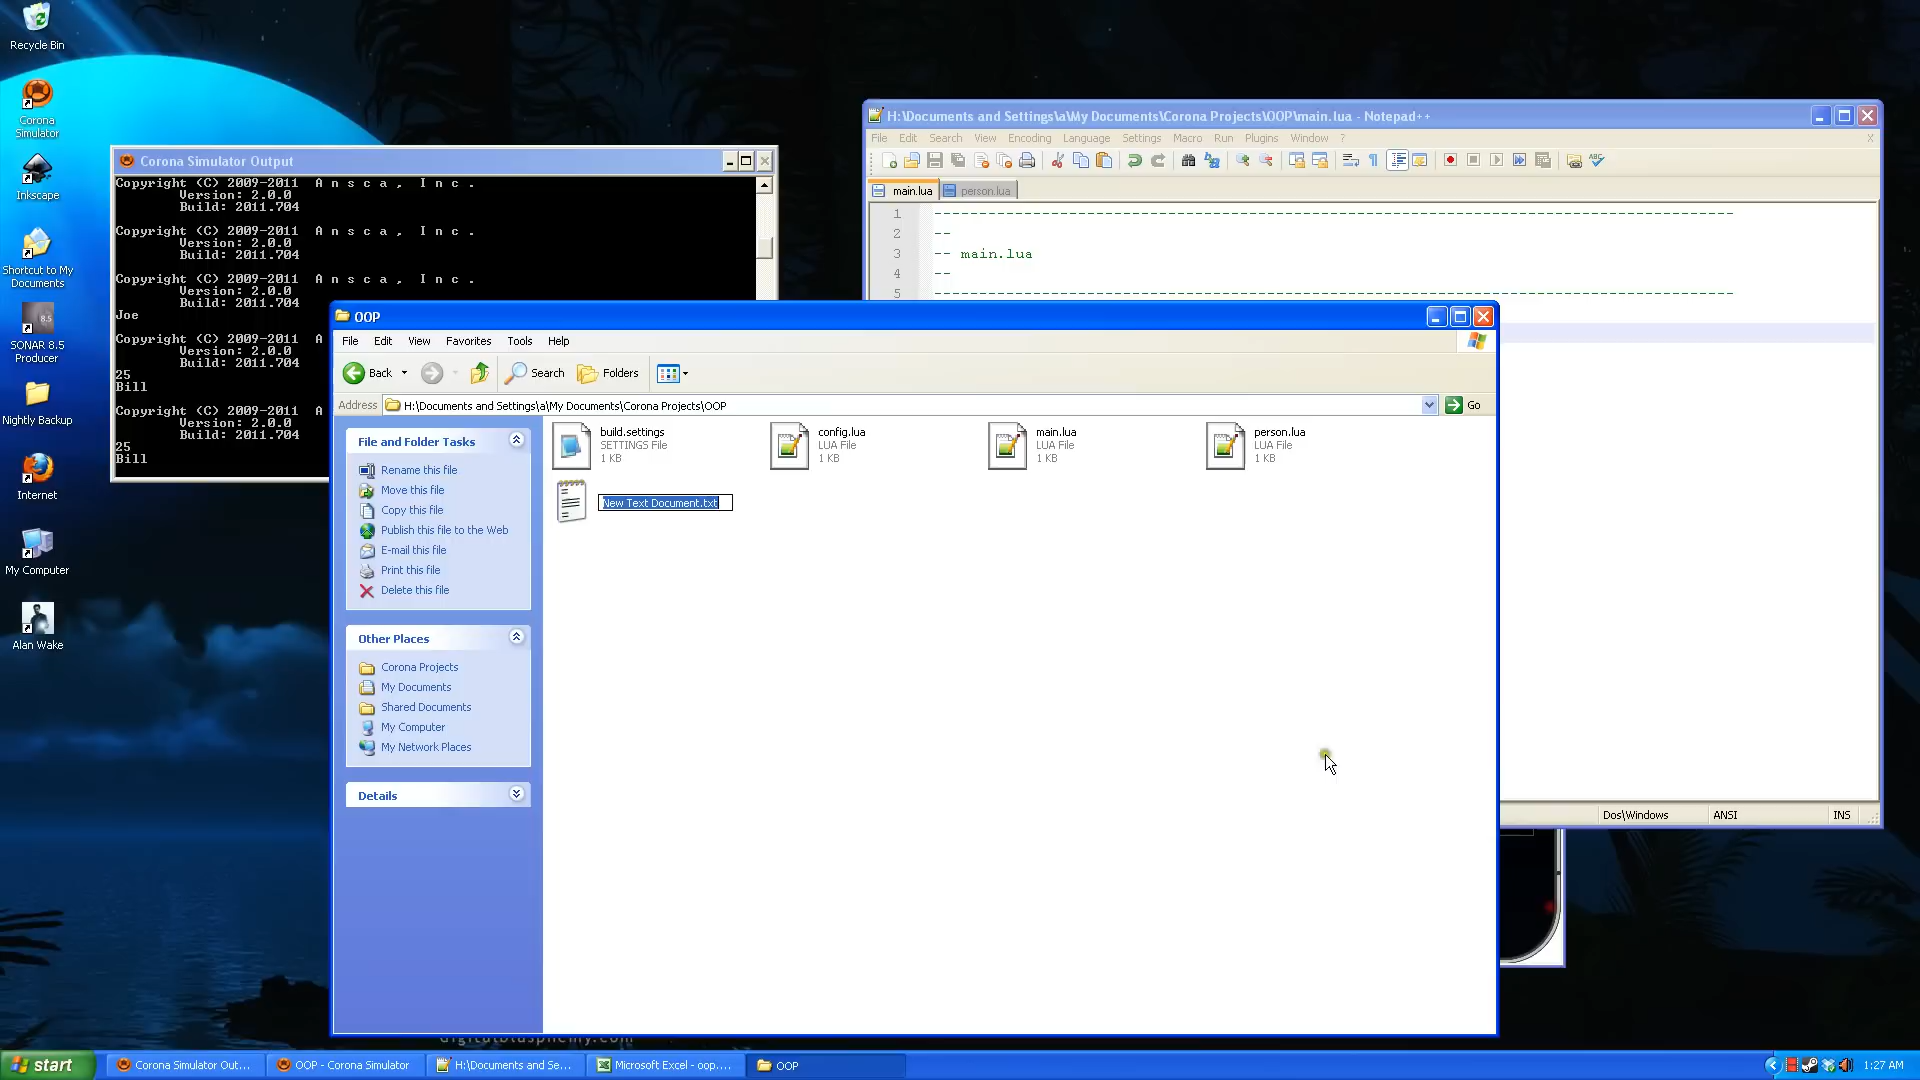 Recycle Bin
Corona
Simulator
Inkscape
Shortcut to My
Documents
8.5
SONAR 8.5
Producer
Nightly Backup
Internet
My Computer
Alan Wake
Corona Simulator Output
Copyright (C) 2009-2011 A n s c a , I n c .
Version: 2.0.0
Build: 2011.704
Copyright (C) 2009-2011 A n s c a , I n c .
Version: 2.0.0
Build: 2011.704
Copyright (C) 2009-2011 A n s c a , I n c .
Version: 2.0.0
Build: 2011.704
Joe
Copyright (C) 2009-2011 A
Version: 2.0.0
Build: 2011.704
25
Bill
Copyright (C) 2009-2011 A
Version: 2.0.0
Build: 2011.704
25
Bill
H:\Documents and Settings\a\My Documents\Corona Projects\OOP\main.lua - Notepad++
File Edit Search View Encoding Language Settings Macro Run Plugins Window ? X
main.lua person.lua
1 -----------------------------------------------------------------------------------------
2 --
3 -- main.lua
4 --
5 -----------------------------------------------------------------------------------------
Dos\Windows ANSI INS
OOP
File Edit View Favorites Tools Help
Back Search Folders
Address H:\Documents and Settings\a\My Documents\Corona Projects\OOP Go
File and Folder Tasks
Rename this file
Move this file
Copy this file
Publish this file to the Web
E-mail this file
Print this file
Delete this file
Other Places
Corona Projects
My Documents
Shared Documents
My Computer
My Network Places
Details
build.settings
SETTINGS File
1 KB
config.lua
LUA File
1 KB
main.lua
LUA File
1 KB
person.lua
LUA File
1 KB
New Text Document.txt
start
Corona Simulator Out...
OOP - Corona Simulator
H:\Documents and Se...
Microsoft Excel - oop....
OOP
1:27 AM